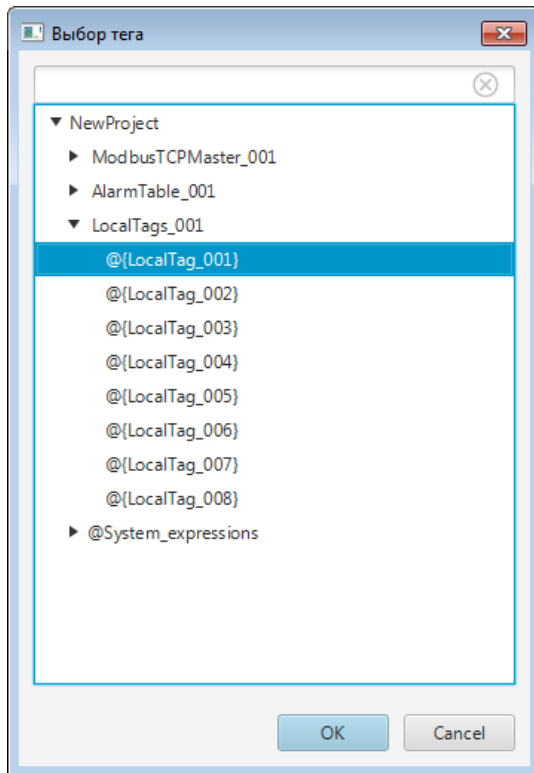 Выбор тега
NewProject
ModbusTCPMaster_001
AlarmTable_001
LocalTags_001
@{LocalTag_001}
@{LocalTag_002}
@{LocalTag_003}
@{LocalTag_004}
@{LocalTag_005}
@{LocalTag_006}
@{LocalTag_007}
@{LocalTag_008}
@System_expressions
OK Cancel